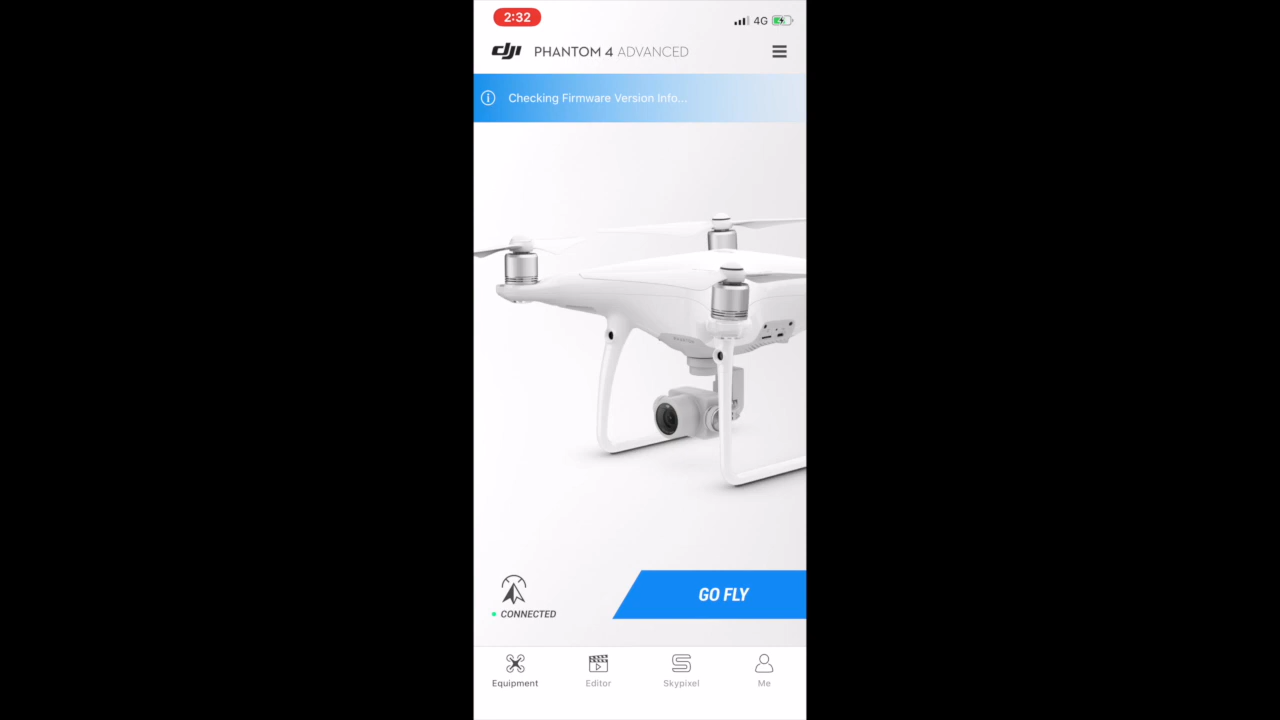 2:32
4G
dji PHANTOM 4 ADVANCED
Checking Firmware Version Info...
CONNECTED
GO FLY
Equipment Editor Skypixel Me